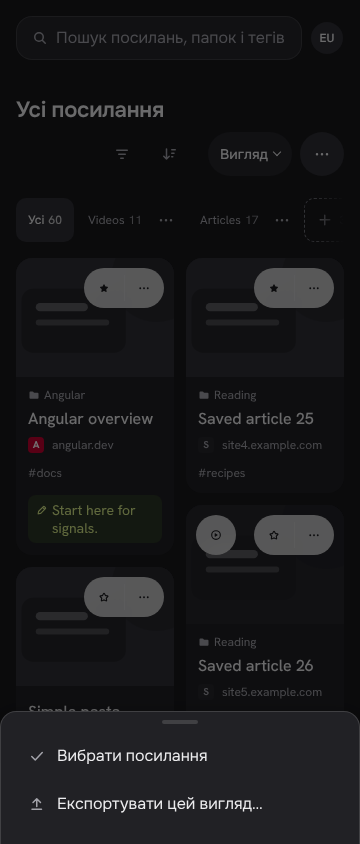 Пошук посилань, папок і тегів
EU
Усі посилання
Вигляд
Усі 60
Videos 11
Articles 17
Angular
Angular overview
A angular.dev
#docs
Start here for
signals.
Reading
Saved article 25
S site4.example.com
#recipes
Reading
Saved article 26
S site5.example.com
Simple paste
Вибрати посилання
Експортувати цей вигляд...